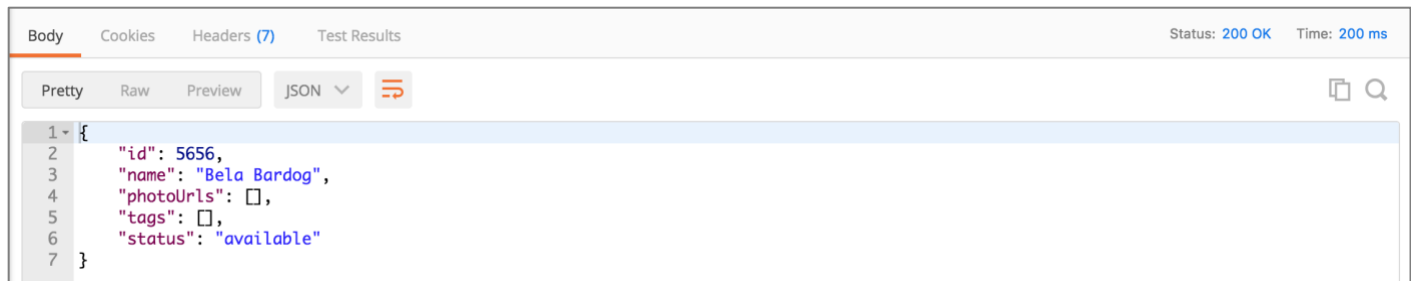 Body Cookies Headers (7) Test Results Status: 200 OK Time: 200 ms
Pretty Raw Preview JSON
1 {
2 "id": 5656,
3 "name": "Bela Bardog",
4 "photoUrls": [],
5 "tags": [],
6 "status": "available"
7 }